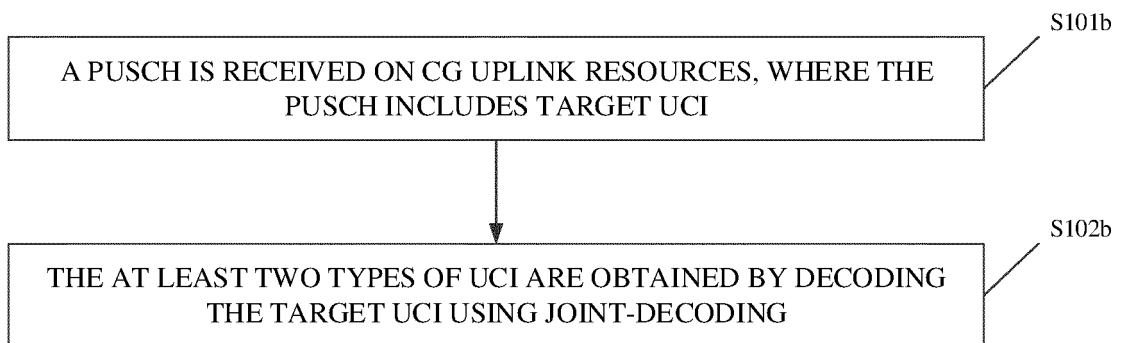 S101b
A PUSCH IS RECEIVED ON CG UPLINK RESOURCES, WHERE THE
PUSCH INCLUDES TARGET UCI
S102b
THE AT LEAST TWO TYPES OF UCI ARE OBTAINED BY DECODING
THE TARGET UCI USING JOINT-DECODING